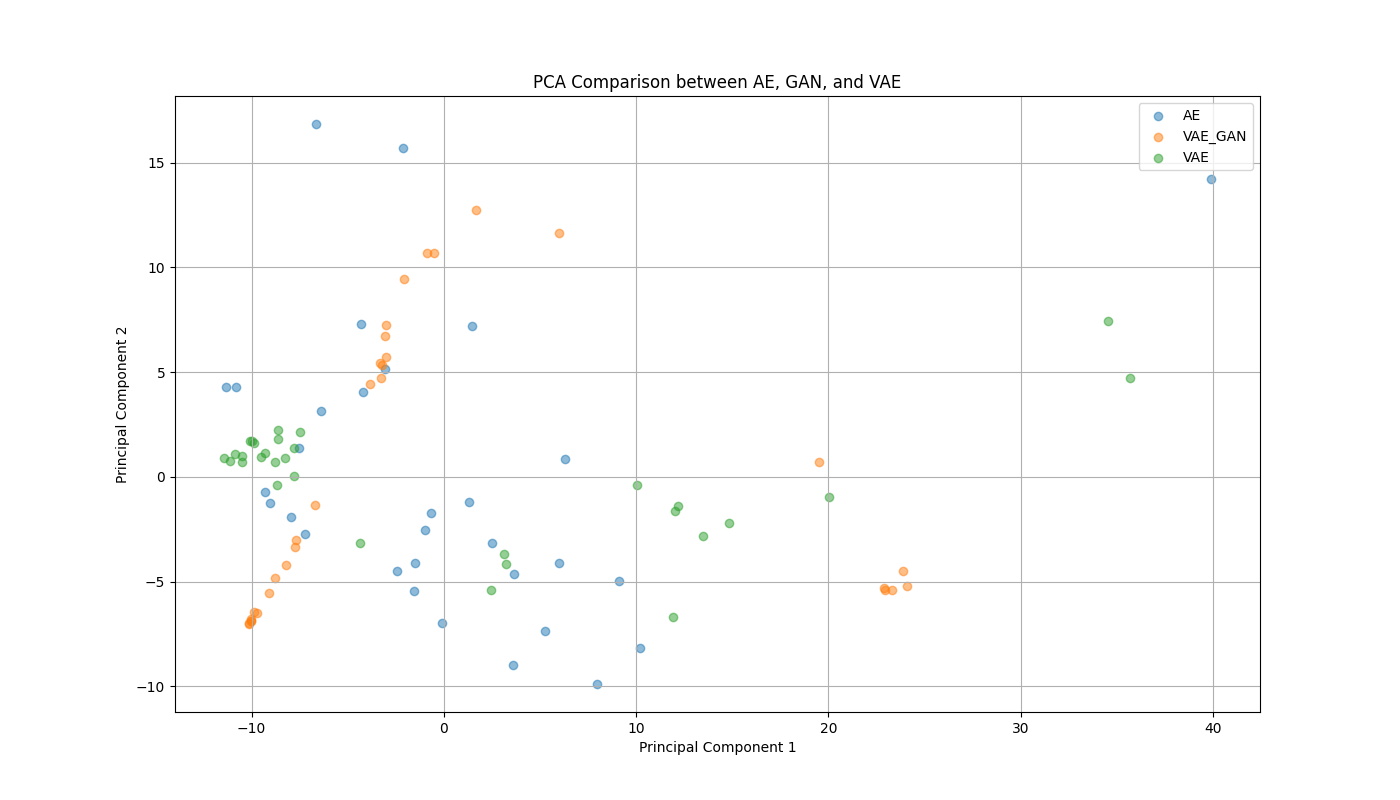 PCA Comparison between AE, GAN, and VAE
AE
VAE_GAN
VAE
Principal Component 2
15
10
5
0
−5
−10
−10
0
10
20
30
40
Principal Component 1